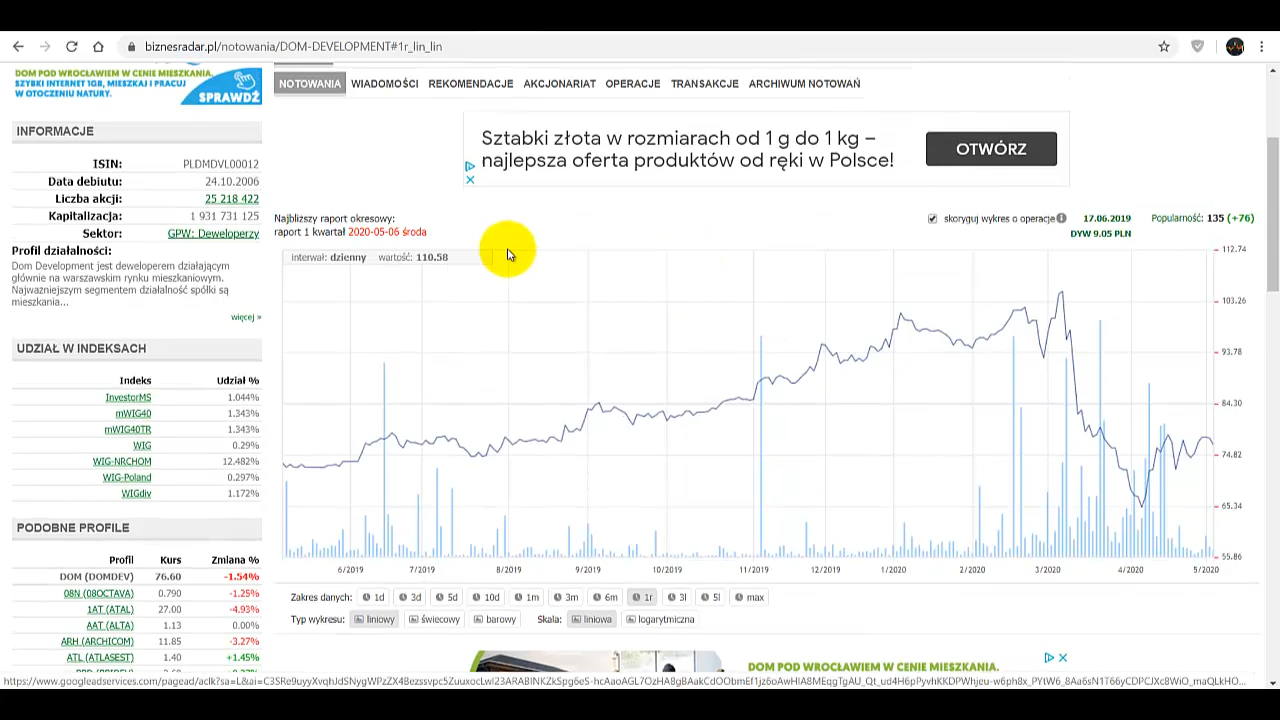 biznesradar.pl/notowania/DOM-DEVELOPMENT#1r_lin_lin
DOM POD WROCŁAWIEM W CENIE MIESZKANIA.
SZYBKI INTERNET 1GB, MIESZKAJ I PRACUJ
W OTOCZENIU NATURY.
SPRAWDŹ
NOTOWANIA WIADOMOŚCI REKOMENDACJE AKCJONARIAT OPERACJE TRANSAKCJE ARCHIWUM NOTOWAŃ
Sztabki złota w rozmiarach od 1 g do 1 kg –
najlepsza oferta produktów od ręki w Polsce!
OTWÓRZ
INFORMACJE
ISIN: PLDMDVL00012
Data debiutu: 24.10.2006
Liczba akcji: 25 218 422
Kapitalizacja: 1 931 731 125
Sektor: GPW: Deweloperzy
Profil działalności:
Dom Development jest deweloperem działającym
głównie na warszawskim rynku mieszkaniowym.
Najważniejszym segmentem działalność spółki są
mieszkania...
więcej »
UDZIAŁ W INDEKSACH
Indeks Udział %
InvestorMS 1.044%
mWIG40 1.343%
mWIG40TR 1.343%
WIG 0.29%
WIG-NRCHOM 12.482%
WIG-Poland 0.297%
WIGdiv 1.172%
PODOBNE PROFILE
Profil Kurs Zmiana %
DOM (DOMDEV) 76.60 -1.54%
08N (08OCTAVA) 0.790 -1.25%
1AT (ATAL) 27.00 -4.93%
AAT (ALTA) 1.13 0.00%
ARH (ARCHICOM) 11.85 -3.27%
ATL (ATLASEST) 1.40 +1.45%
Najbliższy raport okresowy:
raport 1 kwartał 2020-05-06 środa
skoryguj wykres o operacje 17.06.2019 Popularność: 135 (+76)
DYW 9.05 PLN
interwał: dzienny wartość: 110.58
112.74
103.26
93.78
84.30
74.82
65.34
55.86
6/2019 7/2019 8/2019 9/2019 10/2019 11/2019 12/2019 1/2020 2/2020 3/2020 4/2020 5/2020
Zakres danych: 1d 3d 5d 10d 1m 3m 6m 1r 3l 5l max
Typ wykresu: liniowy świecowy barowy Skala: liniowa logarytmiczna
DOM POD WROCŁAWIEM W CENIE MIESZKANIA.